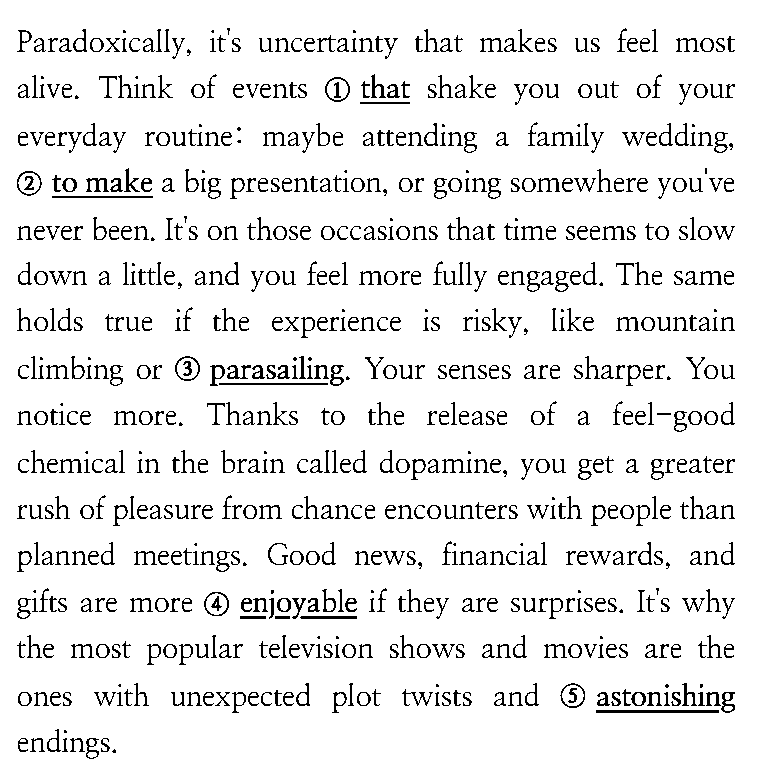 Paradoxically, it's uncertainty that makes us feel most
alive. Think of events ① that shake you out of your
everyday routine: maybe attending a family wedding,
② to make a big presentation, or going somewhere you've
never been. It's on those occasions that time seems to slow
down a little, and you feel more fully engaged. The same
holds true if the experience is risky, like mountain
climbing or ③ parasailing. Your senses are sharper. You
notice more. Thanks to the release of a feel-good
chemical in the brain called dopamine, you get a greater
rush of pleasure from chance encounters with people than
planned meetings. Good news, financial rewards, and
gifts are more ④ enjoyable if they are surprises. It's why
the most popular television shows and movies are the
ones with unexpected plot twists and ⑤ astonishing
endings.